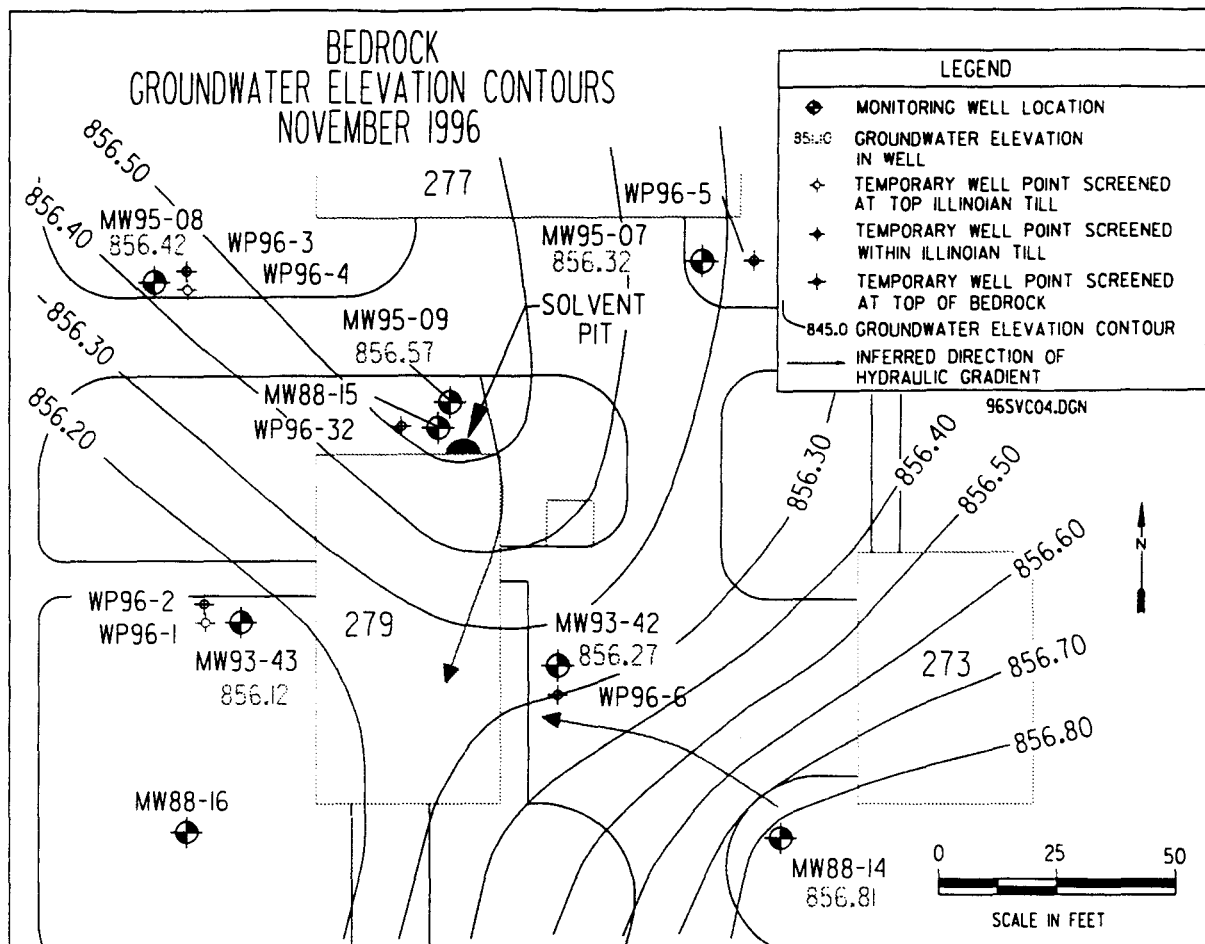 BEDROCK
GROUNDWATER ELEVATION CONTOURS
NOVEMBER 1996
LEGEND
MONITORING WELL LOCATION
GROUNDWATER ELEVATION
IN WELL
TEMPORARY WELL POINT SCREENED
AT TOP ILLINOIAN TILL
TEMPORARY WELL POINT SCREENED
WITHIN ILLINOIAN TILL
TEMPORARY WELL POINT SCREENED
AT TOP OF BEDROCK
845.0 GROUNDWATER ELEVATION CONTOUR
INFERRED DIRECTION OF
HYDRAULIC GRADIENT
96SVC04.DGN
277
WP96-5
856.50
856.40
MW95-08
856.42
WP96-3
WP96-4
MW95-07
856.32
SOLVENT
PIT
856.30
MW95-09
856.57
MW88-15
WP96-32
856.20
856.30
856.40
856.50
856.60
856.70
856.80
N
WP96-2
WP96-1
MW93-43
856.12
279
MW93-42
856.27
WP96-6
273
MW88-16
MW88-14
856.81
0 25 50
SCALE IN FEET